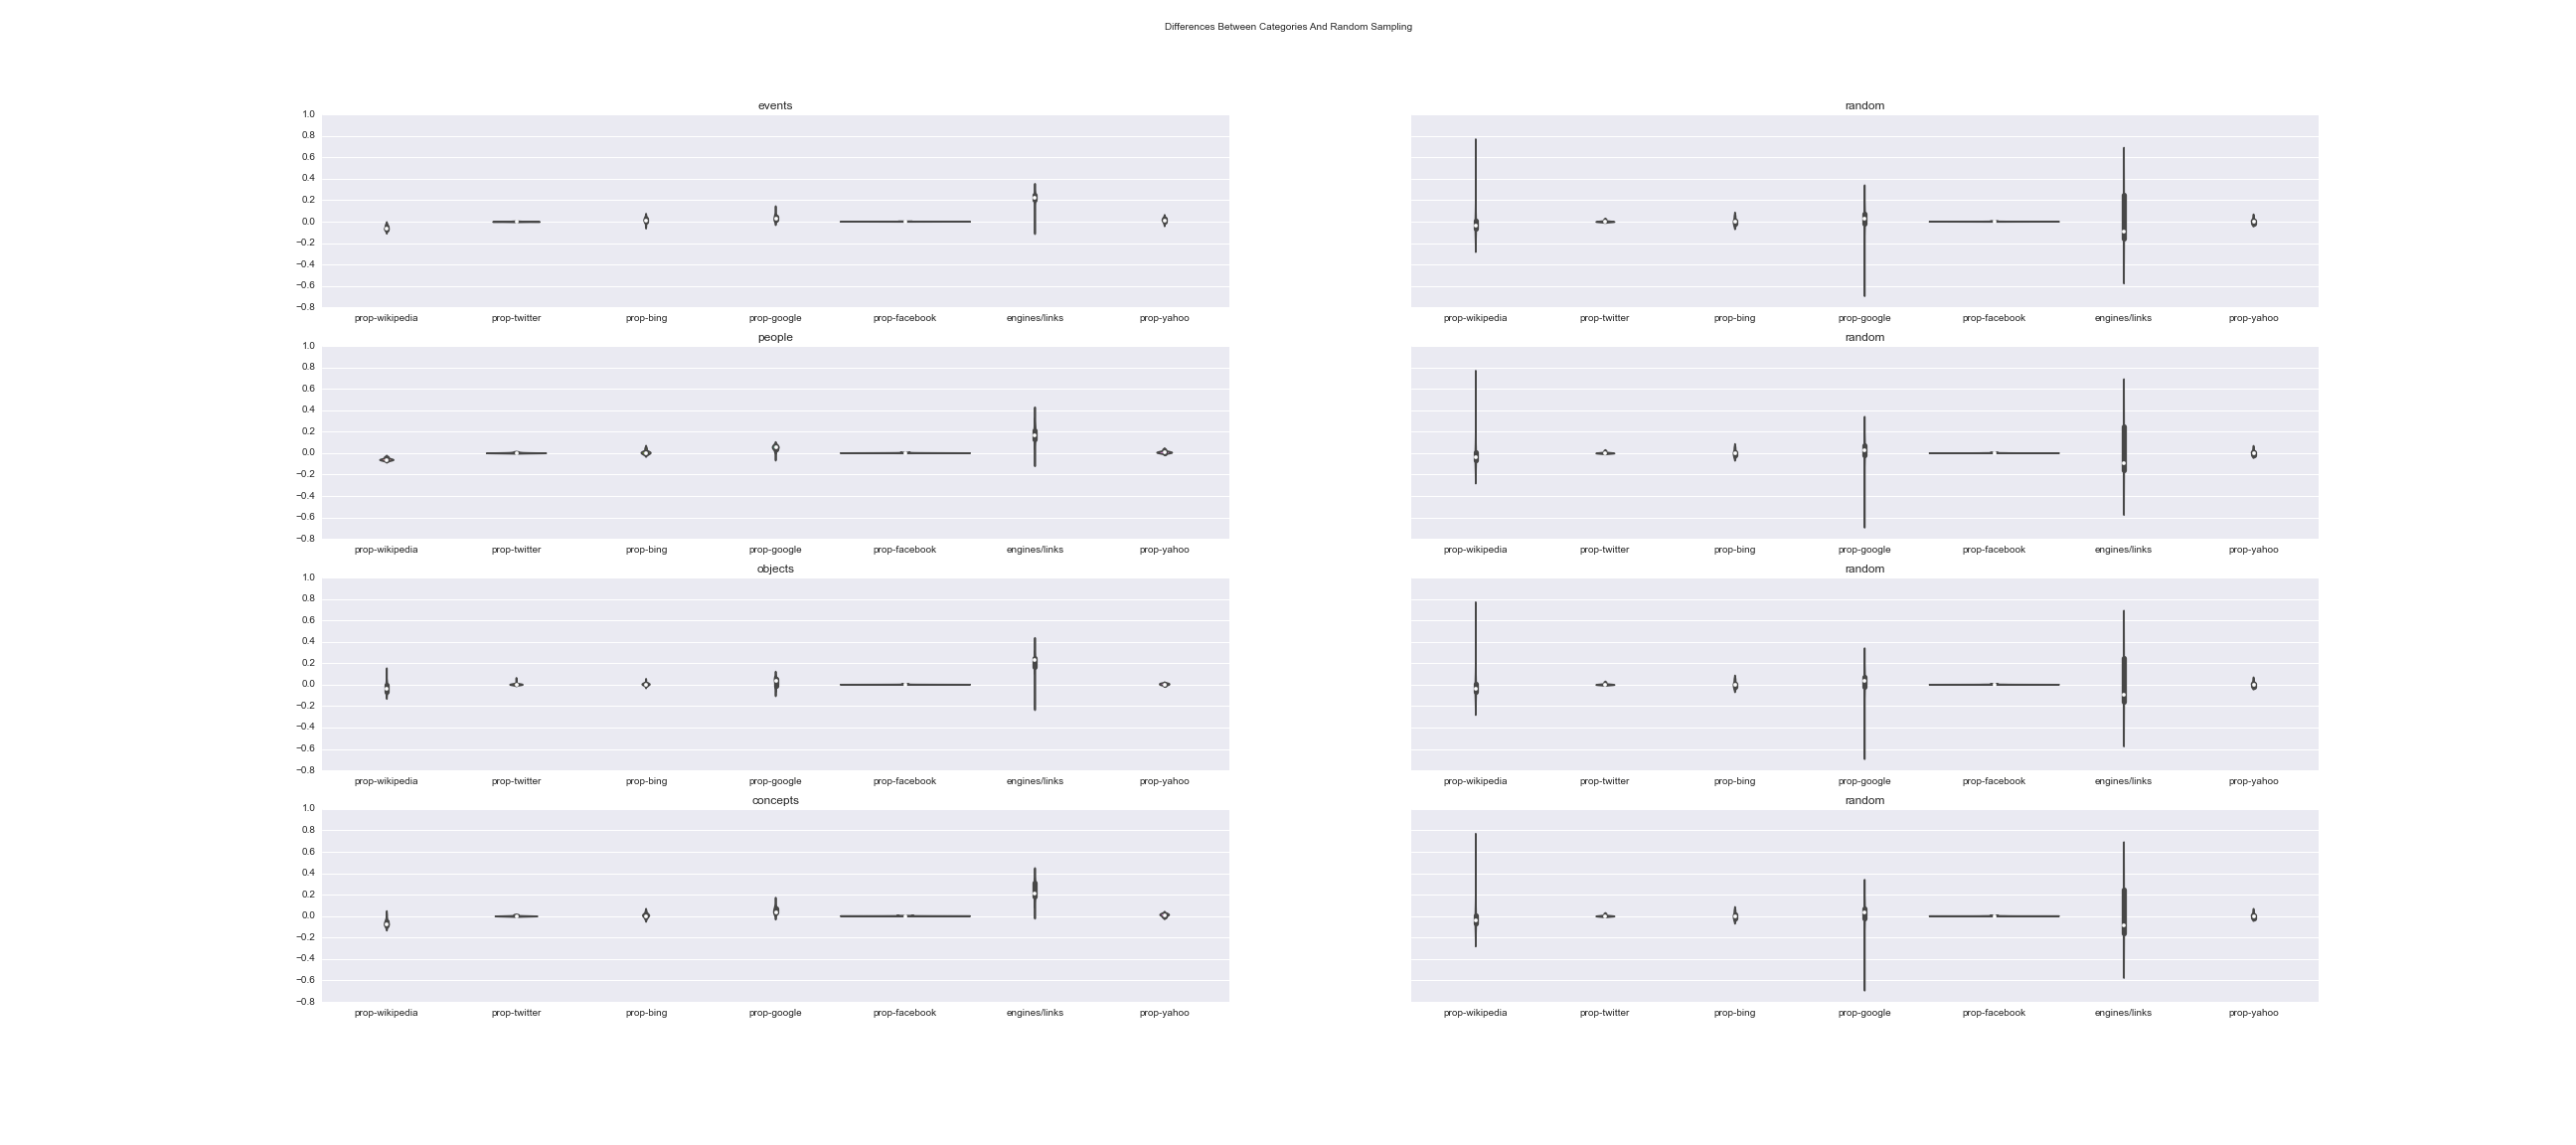 Differences Between Categories And Random Sampling
events
random
1.0
0.8
0.6
0.4
0.2
0.0
−0.2
−0.4
−0.6
−0.8
prop-wikipedia prop-twitter prop-bing prop-google prop-facebook engines/links prop-yahoo
prop-wikipedia prop-twitter prop-bing prop-google prop-facebook engines/links prop-yahoo
people
random
1.0
0.8
0.6
0.4
0.2
0.0
−0.2
−0.4
−0.6
−0.8
prop-wikipedia prop-twitter prop-bing prop-google prop-facebook engines/links prop-yahoo
prop-wikipedia prop-twitter prop-bing prop-google prop-facebook engines/links prop-yahoo
objects
random
1.0
0.8
0.6
0.4
0.2
0.0
−0.2
−0.4
−0.6
−0.8
prop-wikipedia prop-twitter prop-bing prop-google prop-facebook engines/links prop-yahoo
prop-wikipedia prop-twitter prop-bing prop-google prop-facebook engines/links prop-yahoo
concepts
random
1.0
0.8
0.6
0.4
0.2
0.0
−0.2
−0.4
−0.6
−0.8
prop-wikipedia prop-twitter prop-bing prop-google prop-facebook engines/links prop-yahoo
prop-wikipedia prop-twitter prop-bing prop-google prop-facebook engines/links prop-yahoo